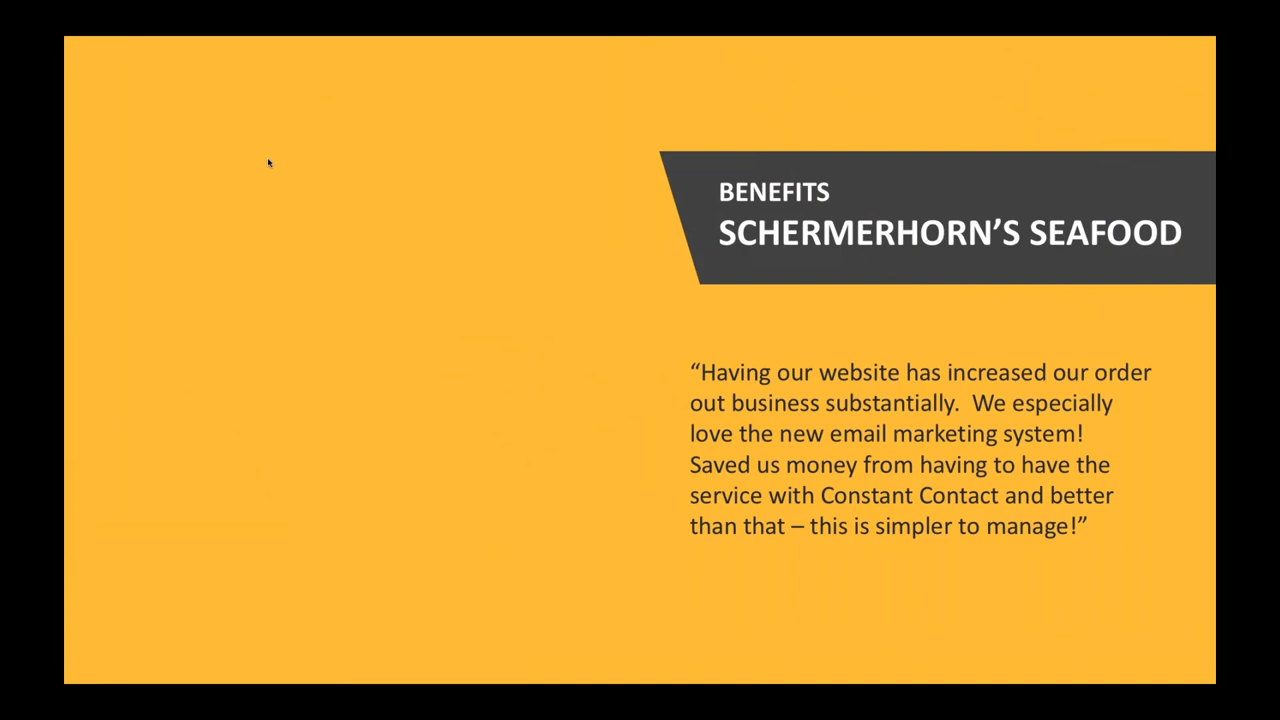 BENEFITS
SCHERMERHORN’S SEAFOOD
“Having our website has increased our order
out business substantially.  We especially
love the new email marketing system!
Saved us money from having to have the
service with Constant Contact and better
than that – this is simpler to manage!”